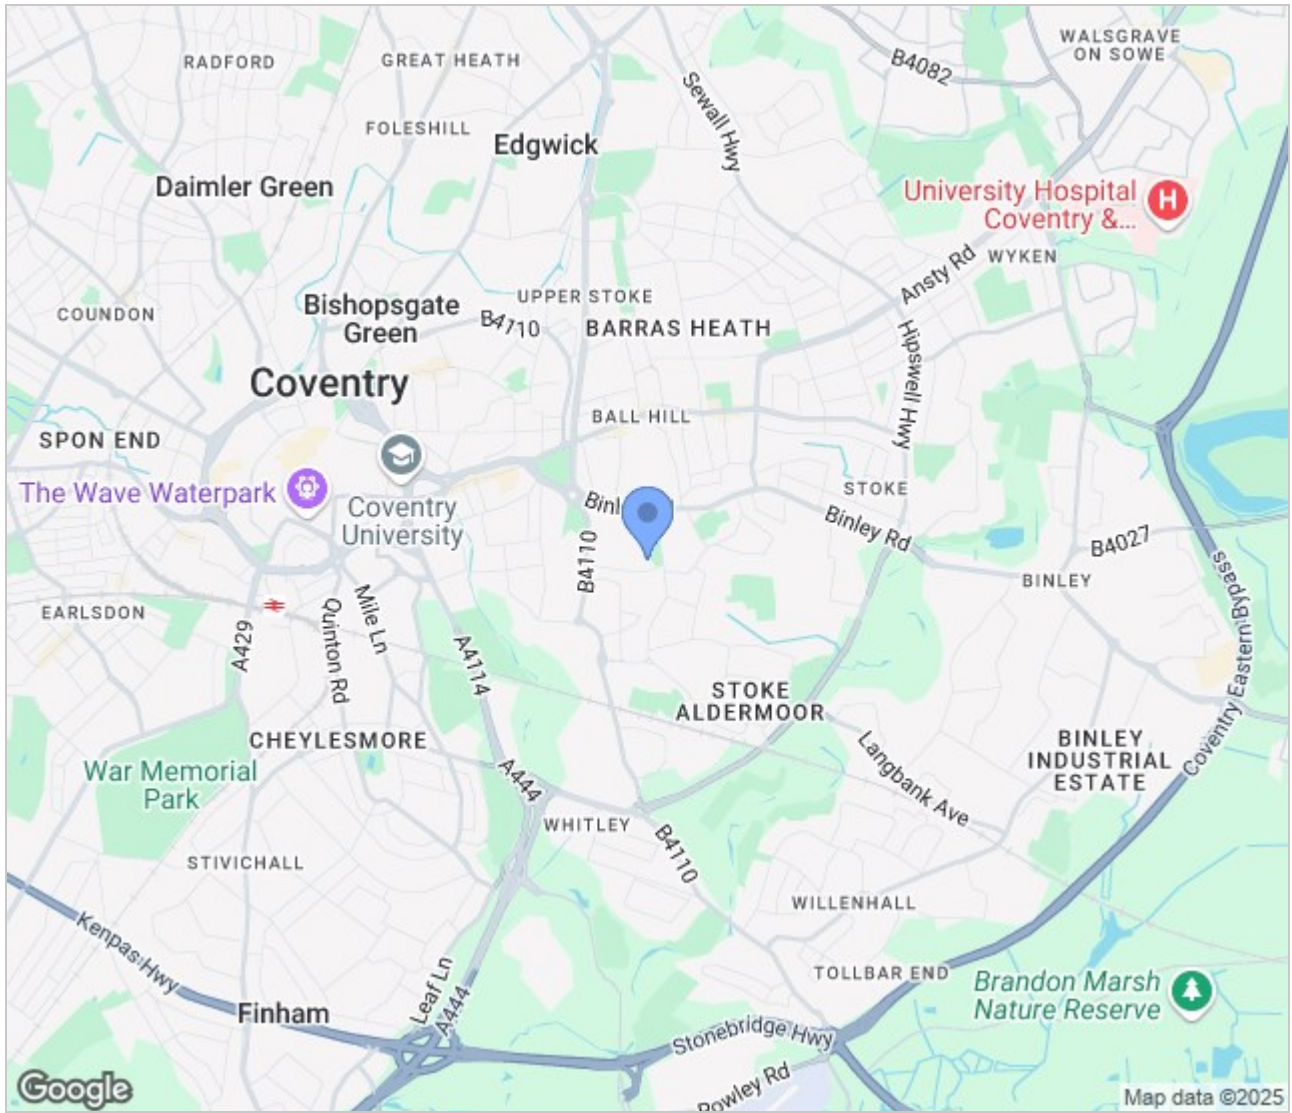 WALSGRAVE
ON SOWE
RADFORD
GREAT HEATH
B4082
Sewall Hwy
FOLESHILL
Edgwick
Daimler Green
University Hospital
Coventry &...
H
WYKEN
Ansty Rd
UPPER STOKE
Bishopsgate
Green
COUNDON
B4110
BARRAS HEATH
Hipswell Hwy
Coventry
BALL HILL
SPON END
The Wave Waterpark
Coventry
University
STOKE
Binl
Binley Rd
B4027
B4110
BINLEY
Coventry Eastern Bypass
EARLSDON
Mile Ln
Quinton Rd
A429
A4114
STOKE
ALDERMOOR
CHEYLESMORE
BINLEY
INDUSTRIAL
ESTATE
Langbank Ave
War Memorial
Park
A444
WHITLEY
B4110
STIVICHALL
WILLENHALL
Kenpas Hwy
TOLLBAR END
Brandon Marsh
Nature Reserve
Leaf Ln
A444
Finham
Stonebridge Hwy
Rowley Rd
Google
Map data ©2025